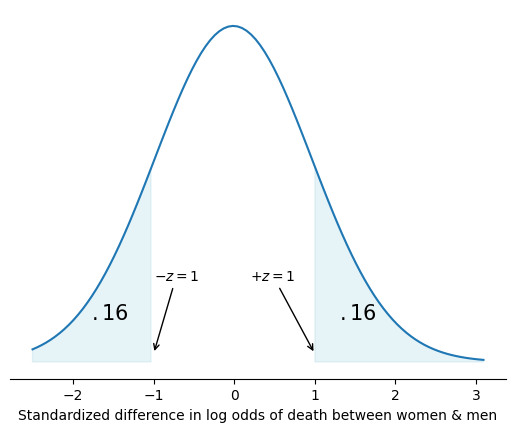 −z = 1
+z = 1
.16
.16
−2 −1 0 1 2 3
Standardized difference in log odds of death between women & men